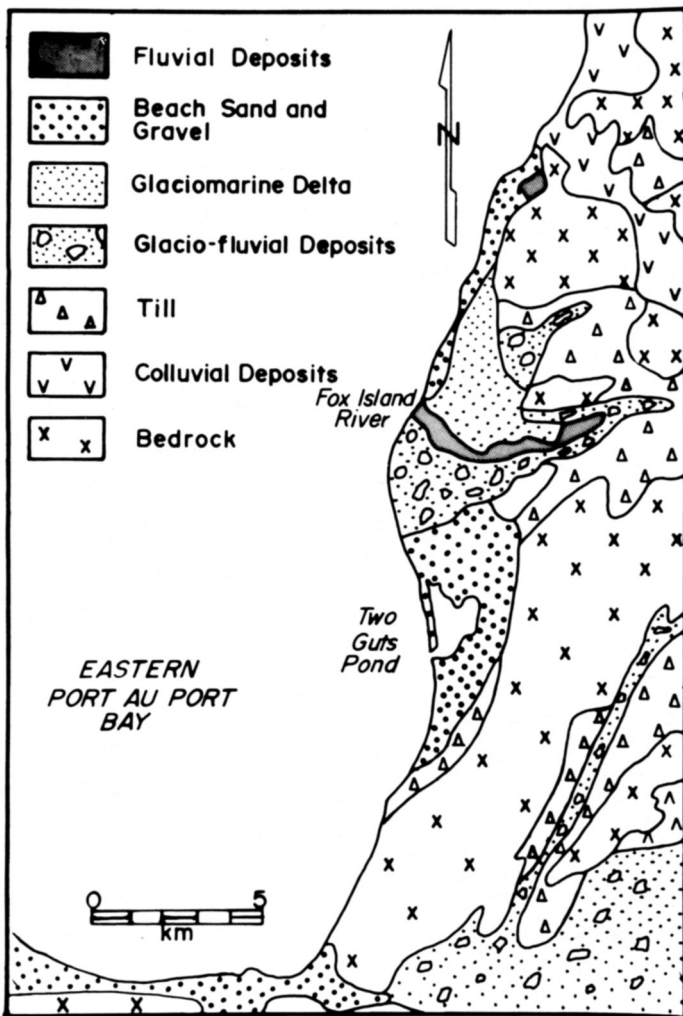 Fluvial Deposits
Beach Sand and
Gravel
Glaciomarine Delta
Glacio-fluvial Deposits
Till
Colluvial Deposits
Bedrock
N
Fox Island
River
Two
Guts
Pond
EASTERN
PORT AU PORT
BAY
0 5
km